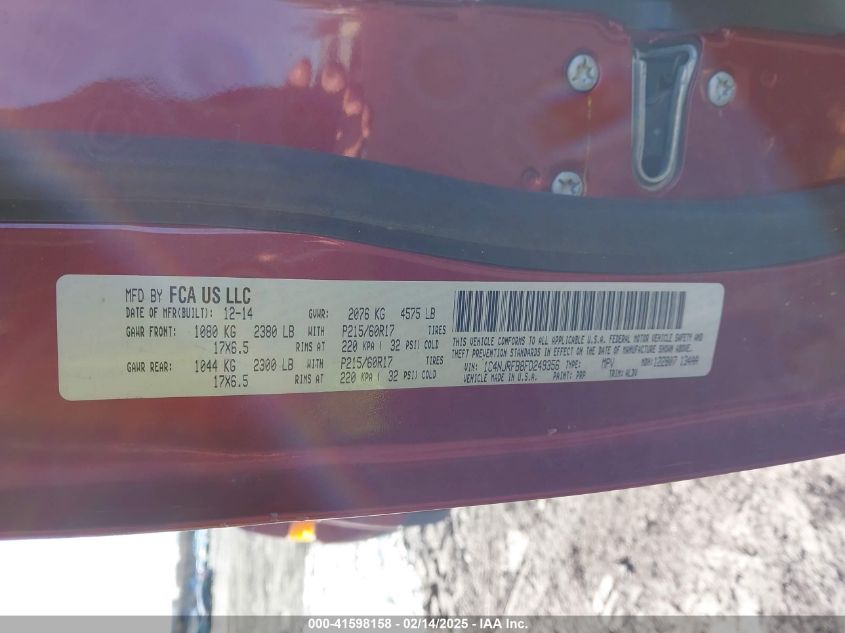 MFD BY FCA US LLC
DATE OF MFR(BUILT): 12-14 GVWR: 2076 KG 4575 LB
GAWR FRONT: 1080 KG 2380 LB WITH P215/60R17 TIRES
17X6.5 RIMS AT 220 KPA ( 32 PSI) COLD
GAWR REAR: 1044 KG 2300 LB WITH P215/60R17 TIRES
17X6.5 RIMS AT 220 KPA ( 32 PSI) COLD
THIS VEHICLE CONFORMS TO ALL APPLICABLE U.S.A. FEDERAL MOTOR VEHICLE SAFETY AND
THEFT PREVENTION STANDARDS IN EFFECT ON THE DATE OF MANUFACTURE SHOWN ABOVE.
VIN: 1C4NJRFB8FD249356 TYPE: MPV
VEHICLE MADE IN U.S.A. PAINT: PRP TRIM:
000-41598158 - 02/14/2025 - IAA Inc.